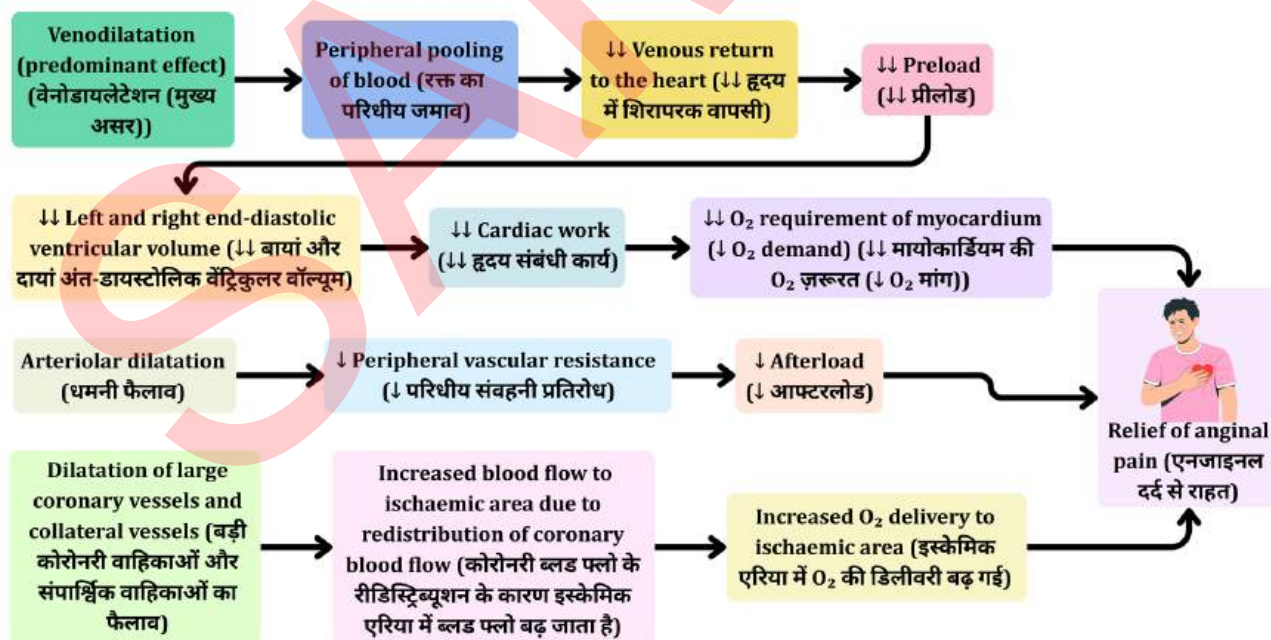 Venodilatation
(predominant effect)
(वेनोडायलेटेशन (मुख्य
असर))
Peripheral pooling
of blood (रक्त का
परिधीय जमाव)
↓↓ Venous return
to the heart (↓↓ हृदय
में शिरापरक वापसी)
↓↓ Preload
(↓↓ प्रीलोड)
↓↓ Left and right end-diastolic
ventricular volume (↓↓ बायां और
दायां अंत-डायस्टोलिक वेंट्रिकुलर वॉल्यूम)
↓↓ Cardiac work
(↓↓ हृदय संबंधी कार्य)
↓↓ O₂ requirement of myocardium
(↓ O₂ demand) (↓↓ मायोकार्डियम की
O₂ ज़रूरत (↓ O₂ मांग))
Arteriolar dilatation
(धमनी फैलाव)
↓ Peripheral vascular resistance
(↓ परिधीय संवहनी प्रतिरोध)
↓ Afterload
(↓ आफ्टरलोड)
Relief of anginal
pain (एनजाइनल
दर्द से राहत)
Dilatation of large
coronary vessels and
collateral vessels (बड़ी
कोरोनरी वाहिकाओं और
संपार्श्विक वाहिकाओं का
फैलाव)
Increased blood flow to
ischaemic area due to
redistribution of coronary
blood flow (कोरोनरी ब्लड फ्लो के
रीडिस्ट्रिब्यूशन के कारण इस्केमिक
एरिया में ब्लड फ्लो बढ़ जाता है)
Increased O₂ delivery to
ischaemic area (इस्केमिक
एरिया में O₂ की डिलीवरी बढ़ गई)